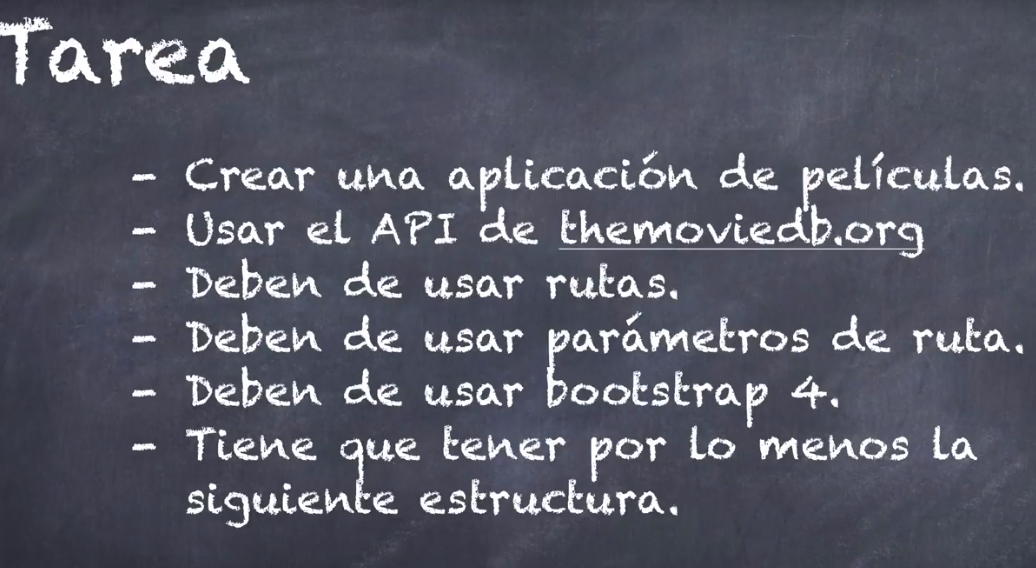 Tarea
- Crear una aplicación de películas.
- Usar el API de themoviedb.org
- Deben de usar rutas.
- Deben de usar parámetros de ruta.
- Deben de usar bootstrap 4.
- Tiene que tener por lo menos la
siguiente estructura.